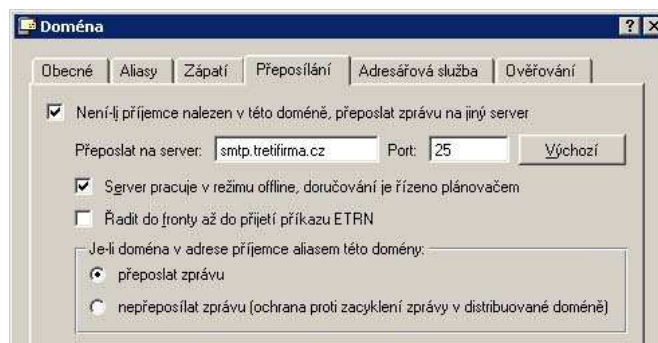 Doména
Obecné Aliasy Zápatí Přeposílání Adresářová služba Ověřování
Není-li příjemce nalezen v této doméně, přeposlat zprávu na jiný server
Přeposlat na server: smtp.tretifirma.cz Port: 25 Výchozí
Server pracuje v režimu offline, doručování je řízeno plánovačem
Řadit do fronty až do přijetí příkazu ETRN
Je-li doména v adrese příjemce aliasem této domény:
přeposlat zprávu
nepřeposílat zprávu (ochrana proti zacyklení zprávy v distribuované doméně)